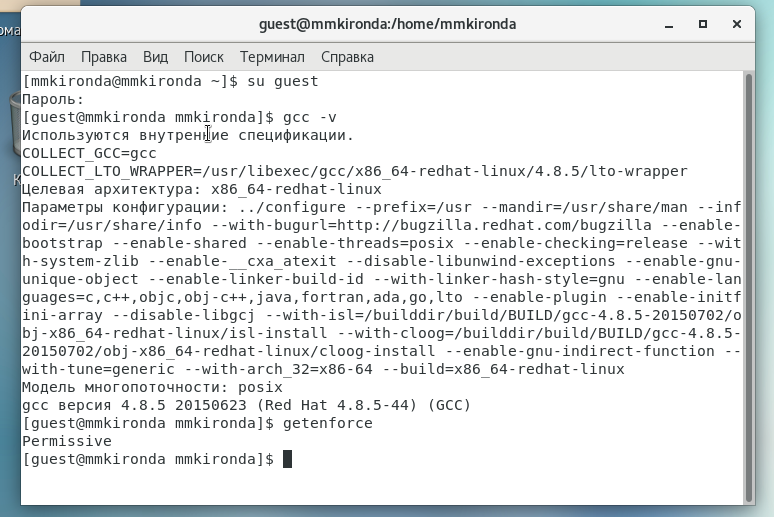 guest@mmkironda:/home/mmkironda
Файл Правка Вид Поиск Терминал Справка
[mmkironda@mmkironda ~]$ su guest
Пароль:
[guest@mmkironda mmkironda]$ gcc -v
Используются внутренние спецификации.
COLLECT_GCC=gcc
COLLECT_LTO_WRAPPER=/usr/libexec/gcc/x86_64-redhat-linux/4.8.5/lto-wrapper
Целевая архитектура: x86_64-redhat-linux
Параметры конфигурации: ../configure --prefix=/usr --mandir=/usr/share/man --inf
odir=/usr/share/info --with-bugurl=http://bugzilla.redhat.com/bugzilla --enable-
bootstrap --enable-shared --enable-threads=posix --enable-checking=release --wit
h-system-zlib --enable-__cxa_atexit --disable-libunwind-exceptions --enable-gnu-
unique-object --enable-linker-build-id --with-linker-hash-style=gnu --enable-lan
guages=c,c++,objc,obj-c++,java,fortran,ada,go,lto --enable-plugin --enable-initf
ini-array --disable-libgcj --with-isl=/builddir/build/BUILD/gcc-4.8.5-20150702/o
bj-x86_64-redhat-linux/isl-install --with-cloog=/builddir/build/BUILD/gcc-4.8.5-
20150702/obj-x86_64-redhat-linux/cloog-install --enable-gnu-indirect-function --
with-tune=generic --with-arch_32=x86-64 --build=x86_64-redhat-linux
Модель многопоточности: posix
gcc версия 4.8.5 20150623 (Red Hat 4.8.5-44) (GCC)
[guest@mmkironda mmkironda]$ getenforce
Permissive
[guest@mmkironda mmkironda]$